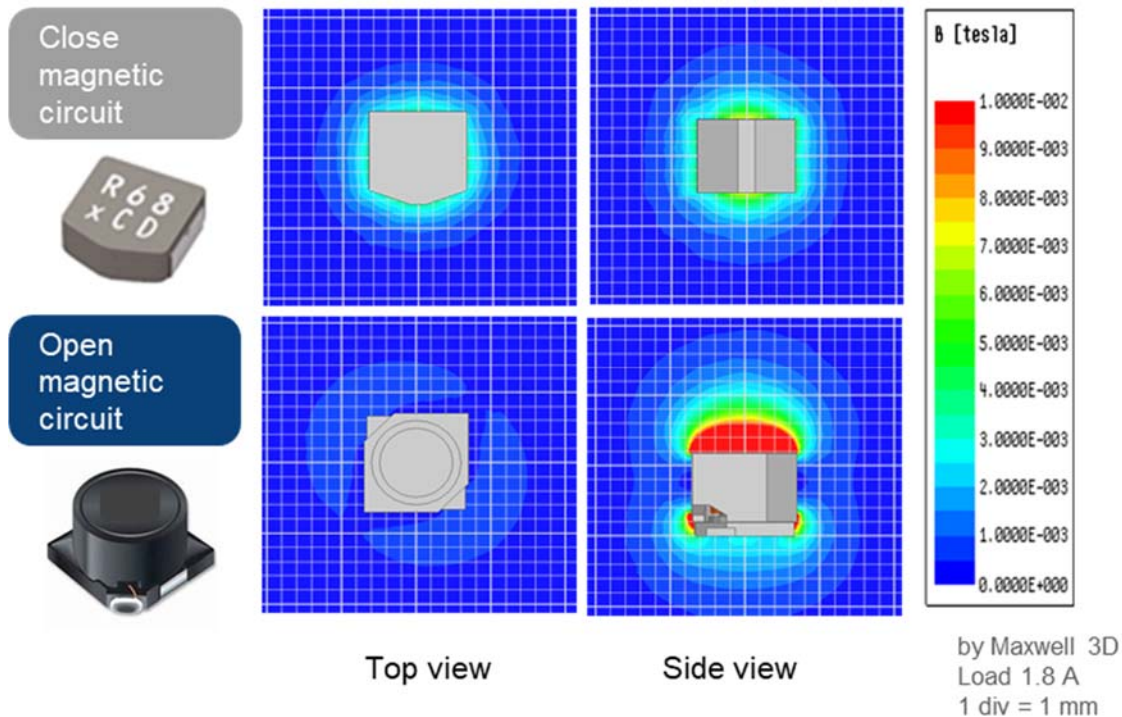 Close
magnetic
circuit
R68
xCD
Open
magnetic
circuit
Top view
Side view
B [tesla]
1.0000E-002
9.0000E-003
8.0000E-003
7.0000E-003
6.0000E-003
5.0000E-003
4.0000E-003
3.0000E-003
2.0000E-003
1.0000E-003
0.0000E+000
by Maxwell 3D
Load 1.8 A
1 div = 1 mm